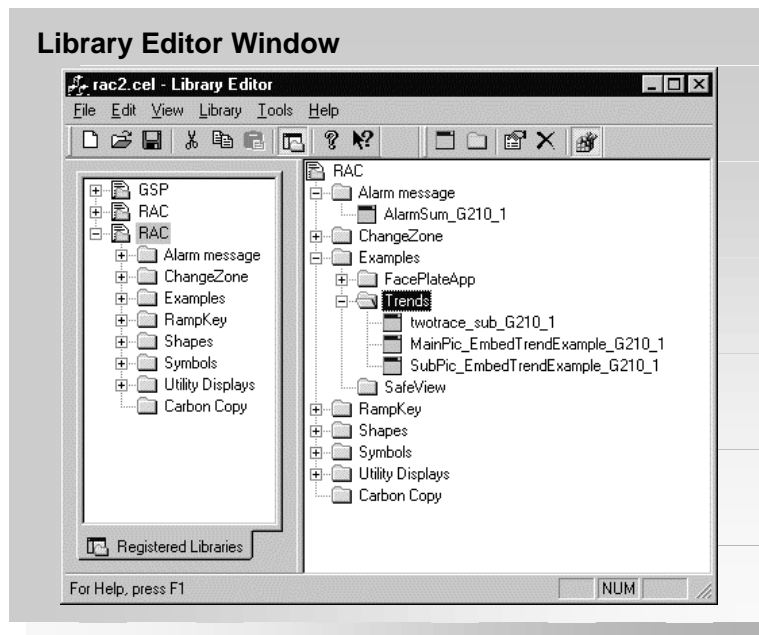 Library Editor Window
rac2.cel - Library Editor
File Edit View Library Tools Help
GSP
RAC
RAC
Alarm message
ChangeZone
Examples
RampKey
Shapes
Symbols
Utility Displays
Carbon Copy
Registered Libraries
RAC
Alarm message
AlarmSum_G210_1
ChangeZone
Examples
FacePlateApp
Trends
twotrace_sub_G210_1
MainPic_EmbedTrendExample_G210_1
SubPic_EmbedTrendExample_G210_1
SafeView
RampKey
Shapes
Symbols
Utility Displays
Carbon Copy
For Help, press F1
NUM